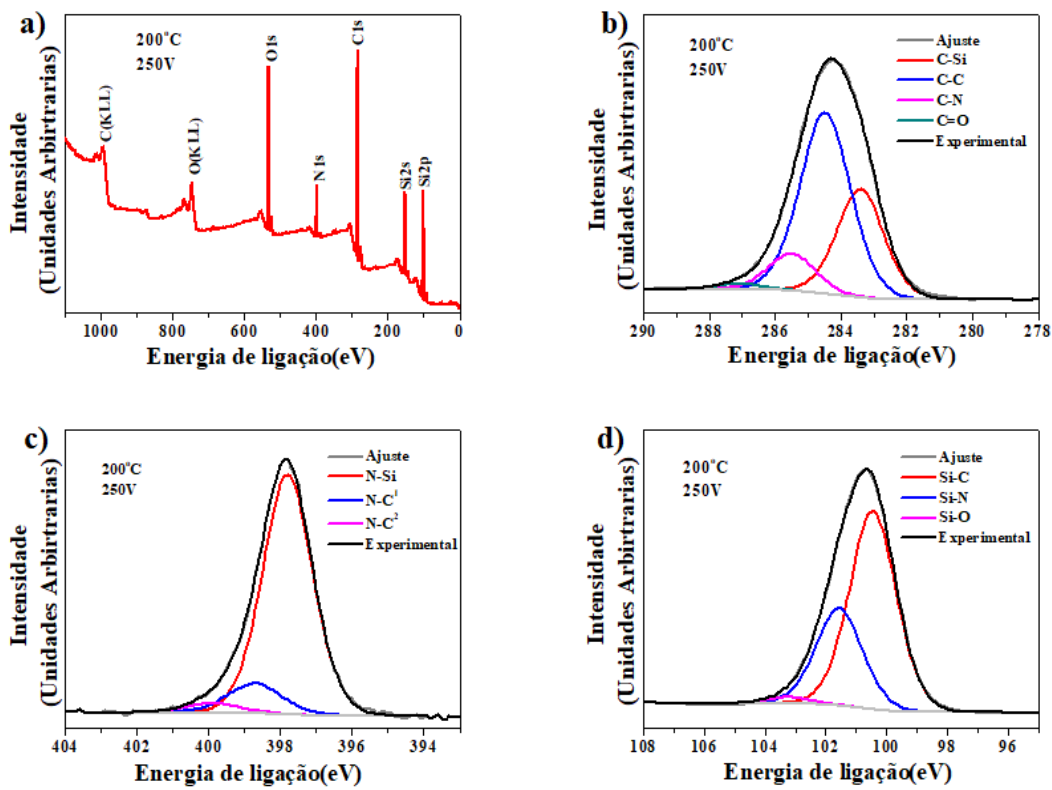 a)
200°C
250V
C(KLL)
O(KLL)
O1s
N1s
C1s
Si2s
Si2p
Intensidade
(Unidades Arbirtrarias)
1000 800 600 400 200 0
Energia de ligação(eV)
b)
200°C
250V
Ajuste
C-Si
C-C
C-N
C=O
Experimental
Intensidade
(Unidades Arbirtrarias)
290 288 286 284 282 280 278
Energia de ligação(eV)
c)
200°C
250V
Ajuste
N-Si
N-C¹
N-C²
Experimental
Intensidade
(Unidades Arbirtrarias)
404 402 400 398 396 394
Energia de ligação(eV)
d)
200°C
250V
Ajuste
Si-C
Si-N
Si-O
Experimental
Intensidade
(Unidades Arbirtrarias)
108 106 104 102 100 98 96
Energia de ligação(eV)